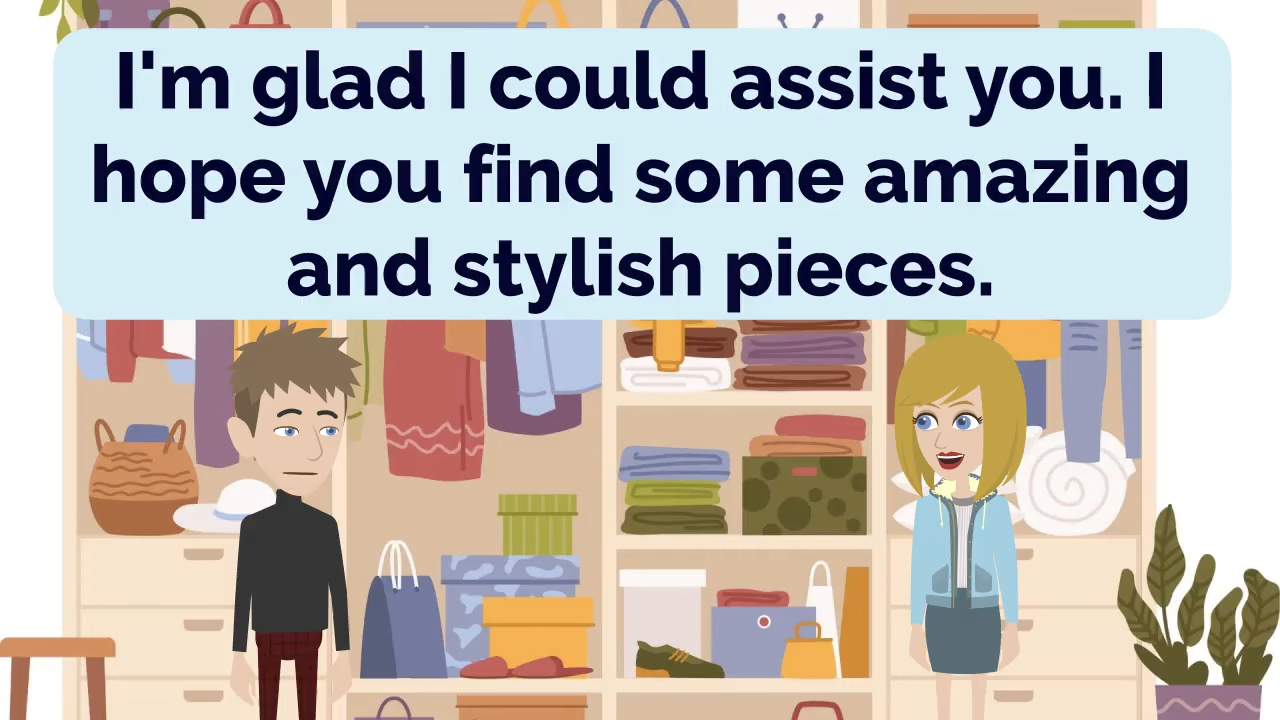 I'm glad I could assist you. I
hope you find some amazing
and stylish pieces.